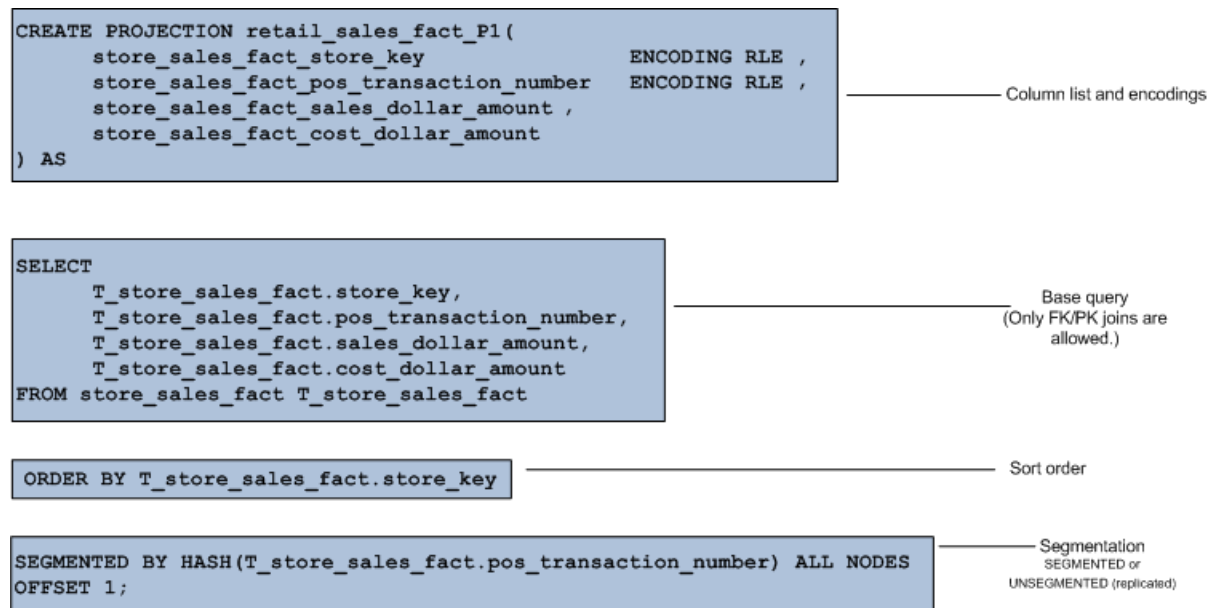 CREATE PROJECTION retail_sales_fact_P1(
store_sales_fact_store_key ENCODING RLE ,
store_sales_fact_pos_transaction_number ENCODING RLE ,
store_sales_fact_sales_dollar_amount ,
store_sales_fact_cost_dollar_amount
) AS
Column list and encodings
SELECT
T_store_sales_fact.store_key,
T_store_sales_fact.pos_transaction_number,
T_store_sales_fact.sales_dollar_amount,
T_store_sales_fact.cost_dollar_amount
FROM store_sales_fact T_store_sales_fact
Base query
(Only FK/PK joins are
allowed.)
ORDER BY T_store_sales_fact.store_key
Sort order
SEGMENTED BY HASH(T_store_sales_fact.pos_transaction_number) ALL NODES
OFFSET 1;
Segmentation
SEGMENTED or
UNSEGMENTED (replicated)